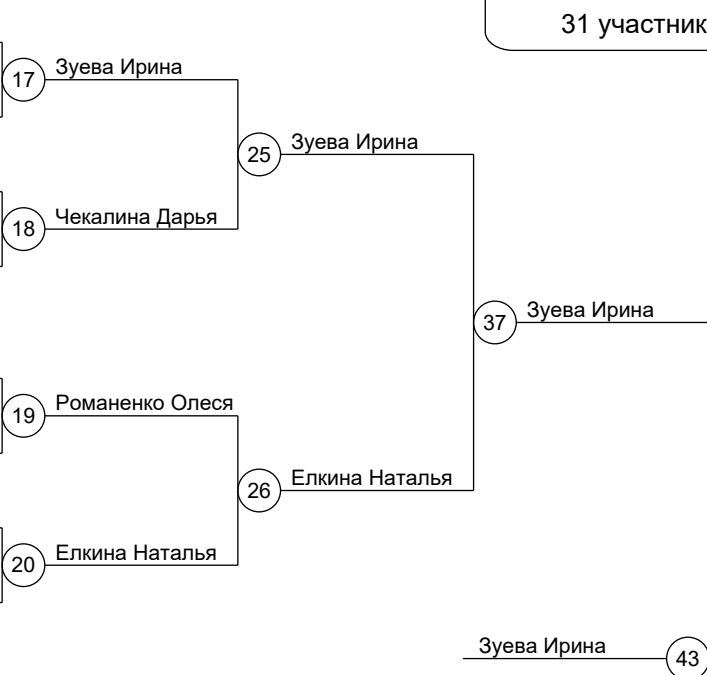 31 участник
17 Зуева Ирина
25 Зуева Ирина
18 Чекалина Дарья
37 Зуева Ирина
19 Романенко Олеся
26 Елкина Наталья
20 Елкина Наталья
Зуева Ирина 43